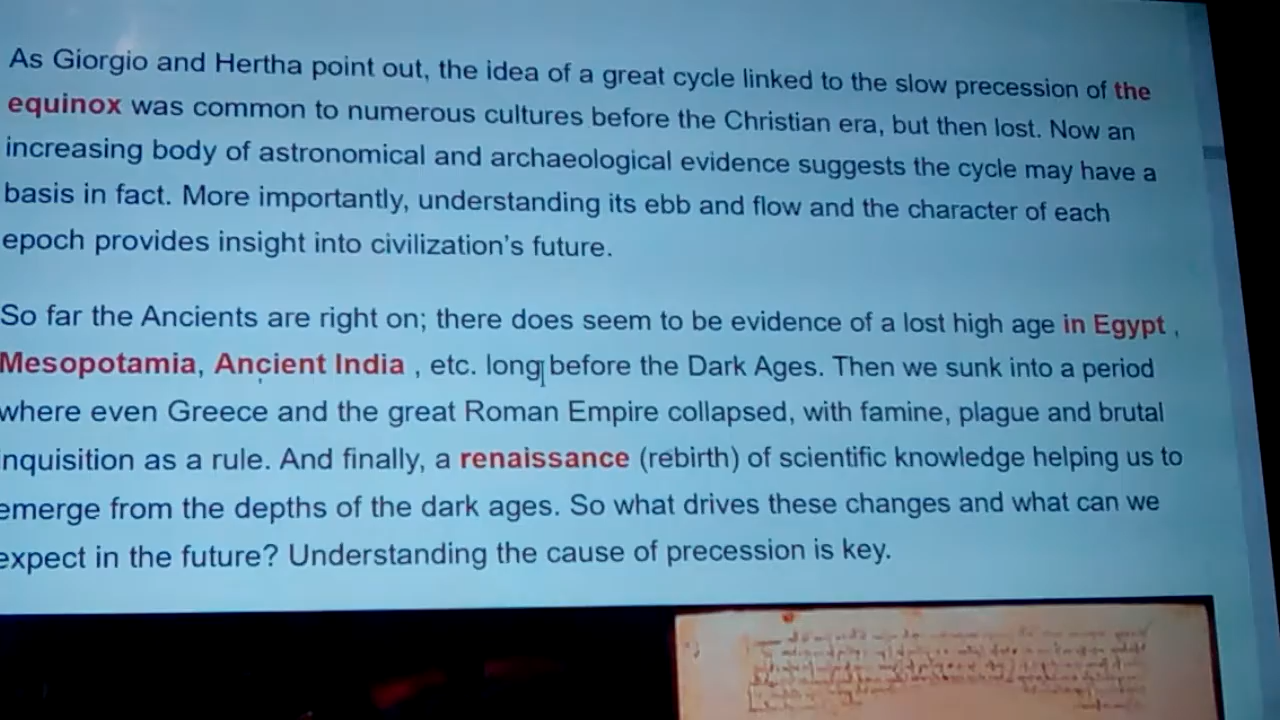 As Giorgio and Hertha point out, the idea of a great cycle linked to the slow precession of the
equinox was common to numerous cultures before the Christian era, but then lost. Now an
increasing body of astronomical and archaeological evidence suggests the cycle may have a
basis in fact. More importantly, understanding its ebb and flow and the character of each
epoch provides insight into civilization's future.
So far the Ancients are right on; there does seem to be evidence of a lost high age in Egypt ,
Mesopotamia, Ancient India , etc. long before the Dark Ages. Then we sunk into a period
where even Greece and the great Roman Empire collapsed, with famine, plague and brutal
nquisition as a rule. And finally, a renaissance (rebirth) of scientific knowledge helping us to
emerge from the depths of the dark ages. So what drives these changes and what can we
expect in the future? Understanding the cause of precession is key.